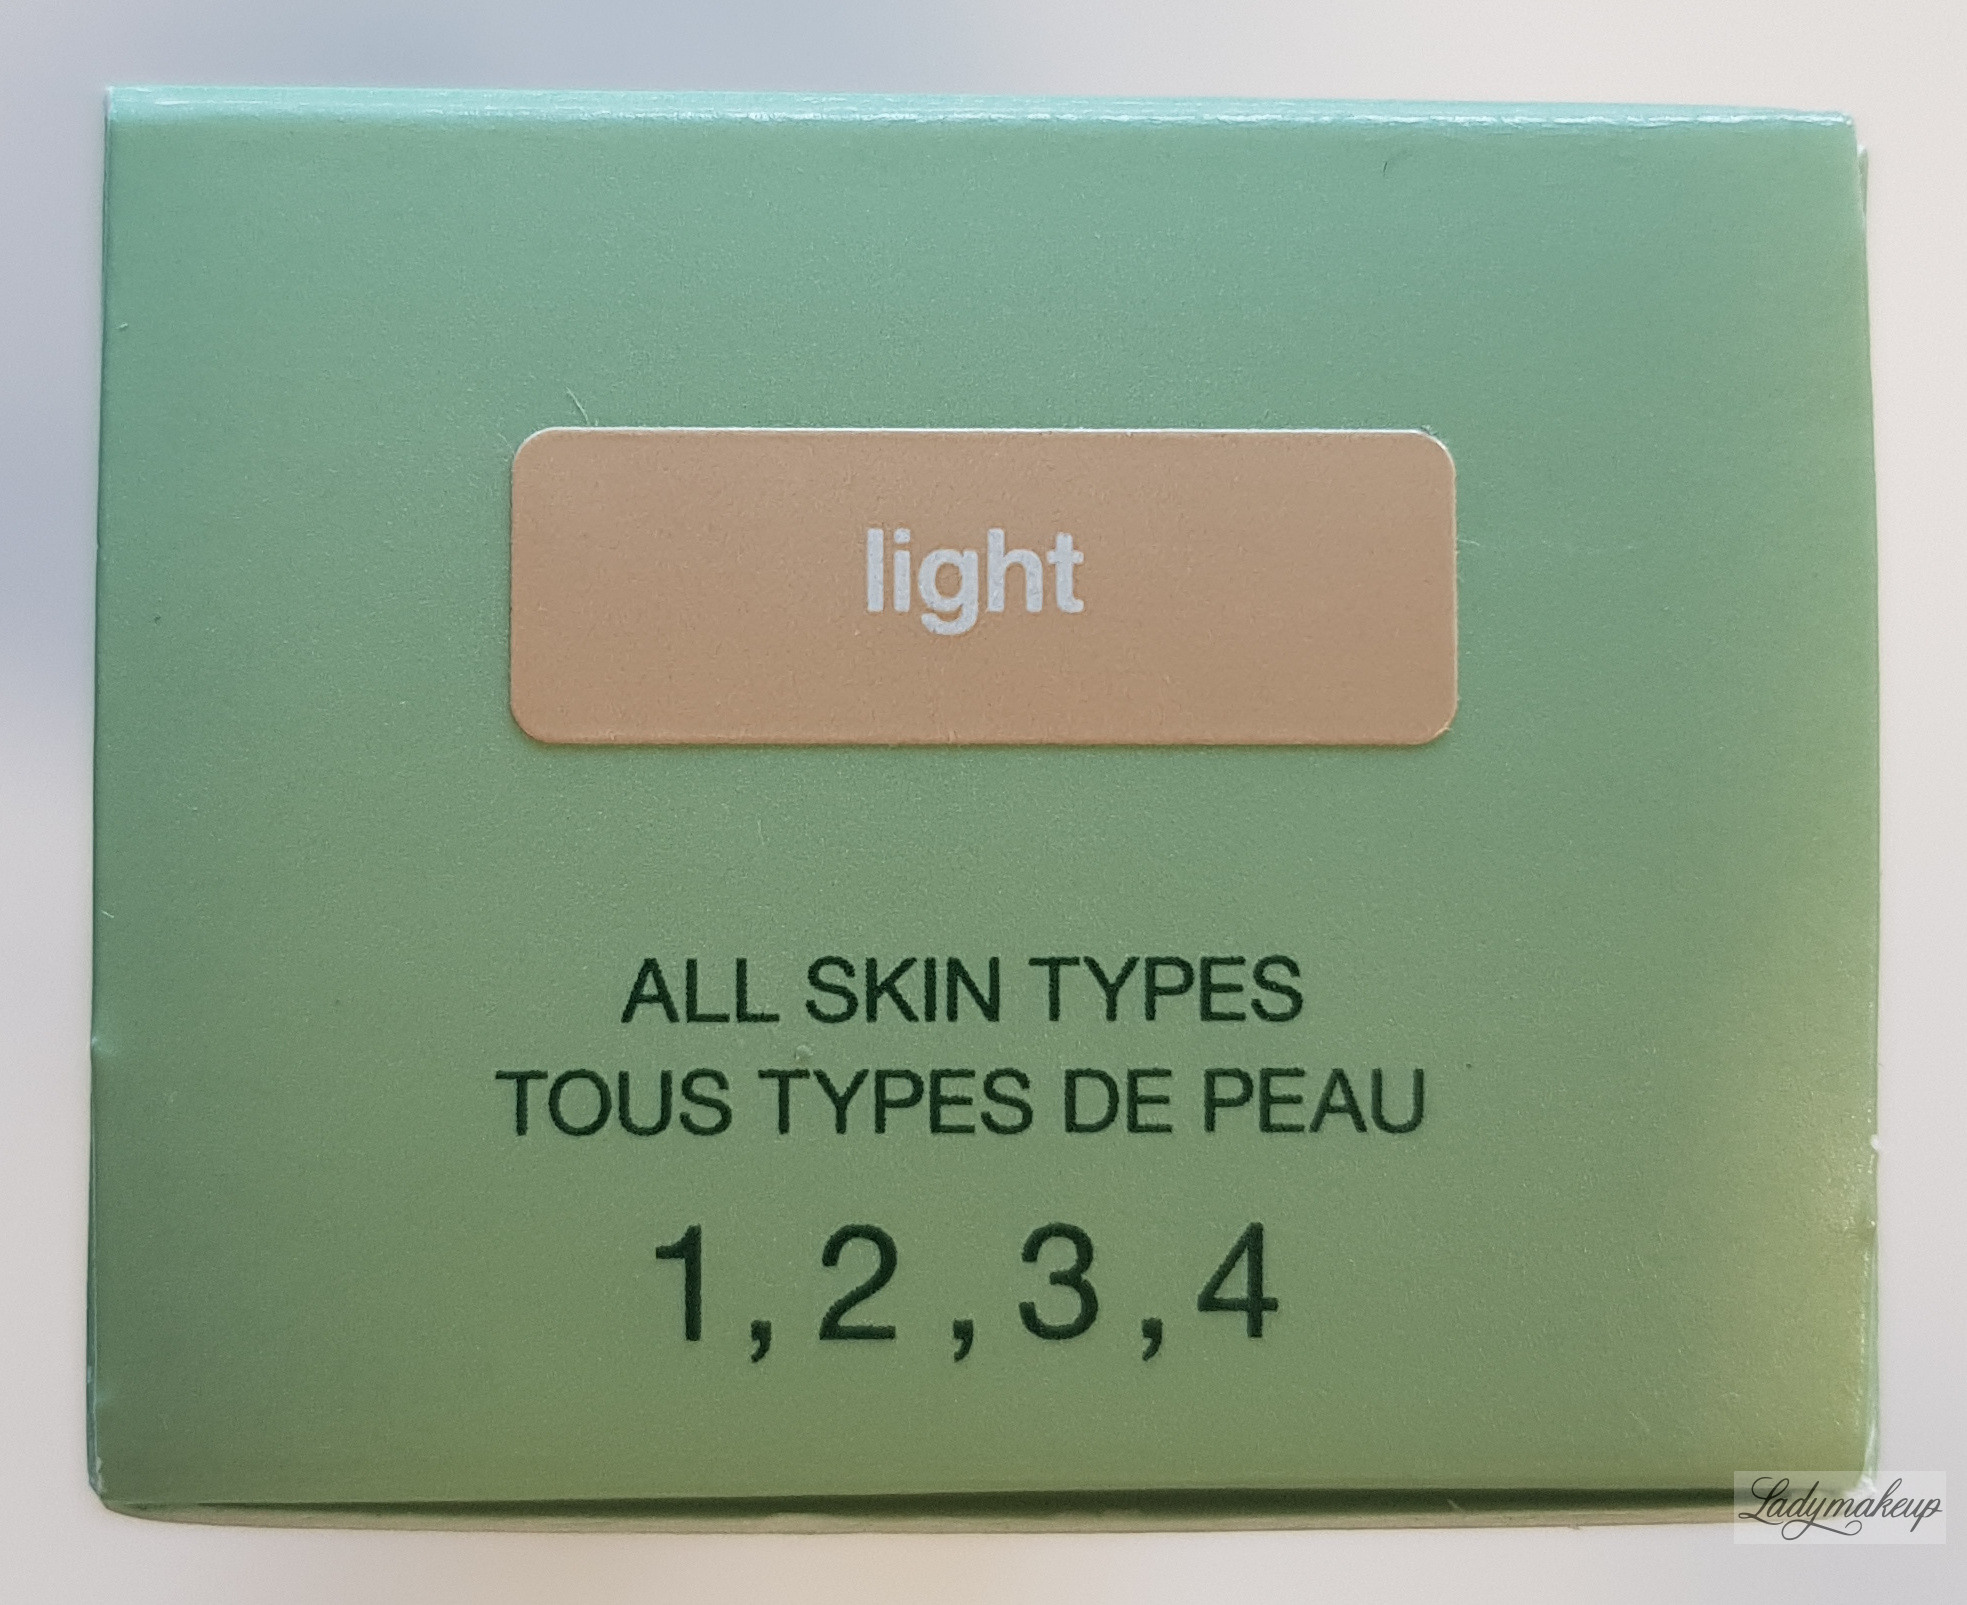 light
ALL SKIN TYPES
TOUS TYPES DE PEAU
1, 2, 3, 4
Ladymakeup